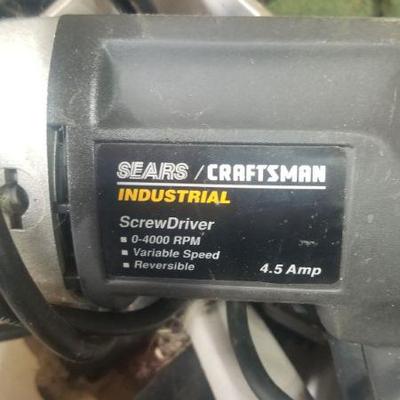 SEARS / CRAFTSMAN
INDUSTRIAL
ScrewDriver
■ 0-4000 RPM
■ Variable Speed
■ Reversible 4.5 Amp